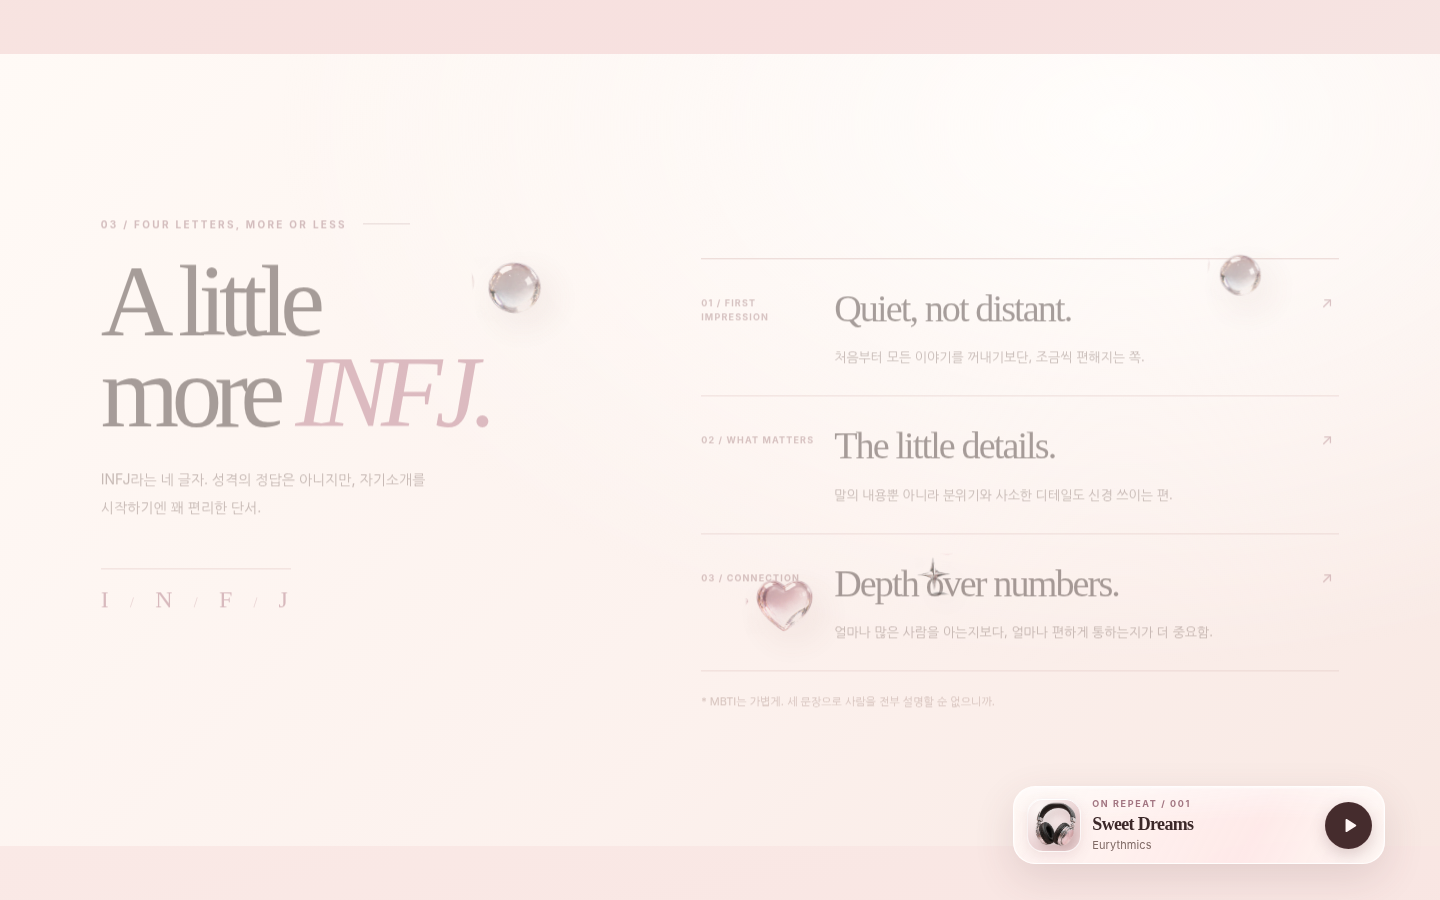 03 / FOUR LETTERS, MORE OR LESS
A little
more INFJ.
INFJ라는 네 글자. 성격의 정답은 아니지만, 자기소개를
시작하기엔 꽤 편리한 단서.
I / N / F / J
01 / FIRST
IMPRESSION
Quiet, not distant.
처음부터 모든 이야기를 꺼내기보단, 조금씩 편해지는 쪽.
02 / WHAT MATTERS
The little details.
말의 내용뿐 아니라 분위기와 사소한 디테일도 신경 쓰이는 편.
03 / CONNECTION
Depth over numbers.
얼마나 많은 사람을 아는지보다, 얼마나 편하게 통하는지가 더 중요함.
* MBTI는 가볍게. 세 문장으로 사람을 전부 설명할 순 없으니까.
ON REPEAT / 001
Sweet Dreams
Eurythmics